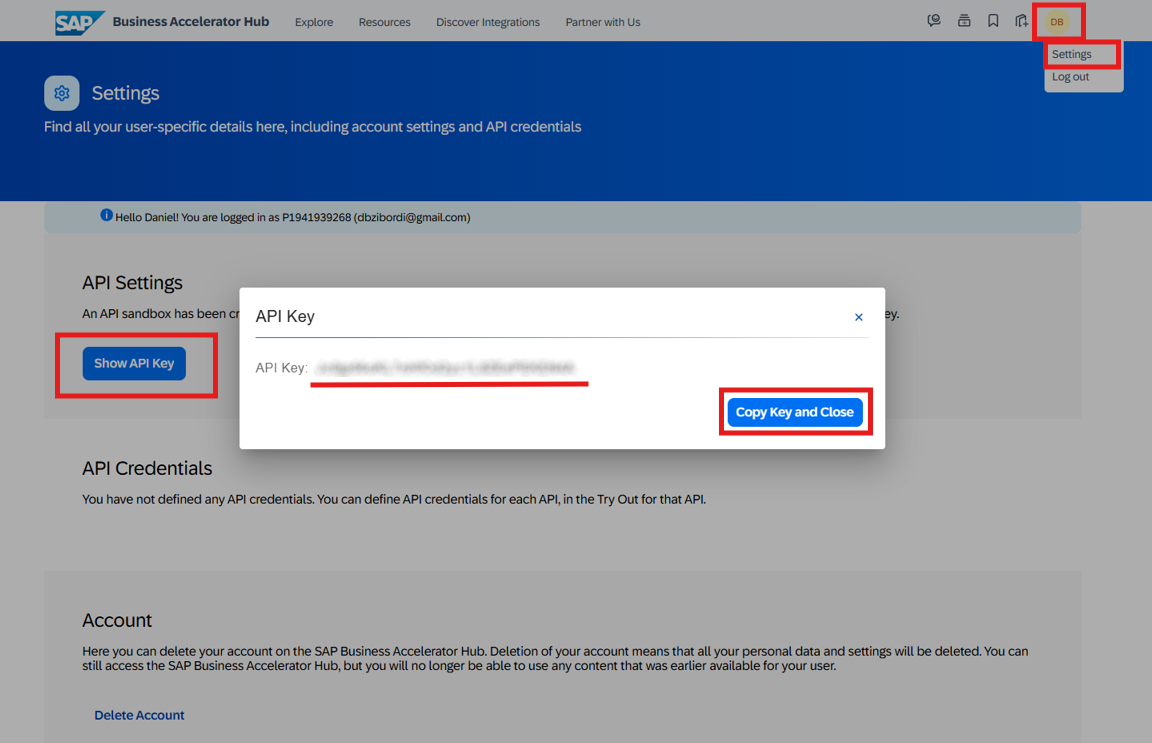 SAP Business Accelerator Hub Explore Resources Discover Integrations Partner with Us DB
Settings
Log out
Settings
Find all your user-specific details here, including account settings and API credentials
Hello Daniel! You are logged in as P1941939268 (dbzibordi@gmail.com)
API Settings
An API sandbox has been cr ey.
Show API Key
API Key
API Key:
Copy Key and Close
API Credentials
You have not defined any API credentials. You can define API credentials for each API, in the Try Out for that API.
Account
Here you can delete your account on the SAP Business Accelerator Hub. Deletion of your account means that all your personal data and settings will be deleted. You can
still access the SAP Business Accelerator Hub, but you will no longer be able to use any content that was earlier available for your user.
Delete Account